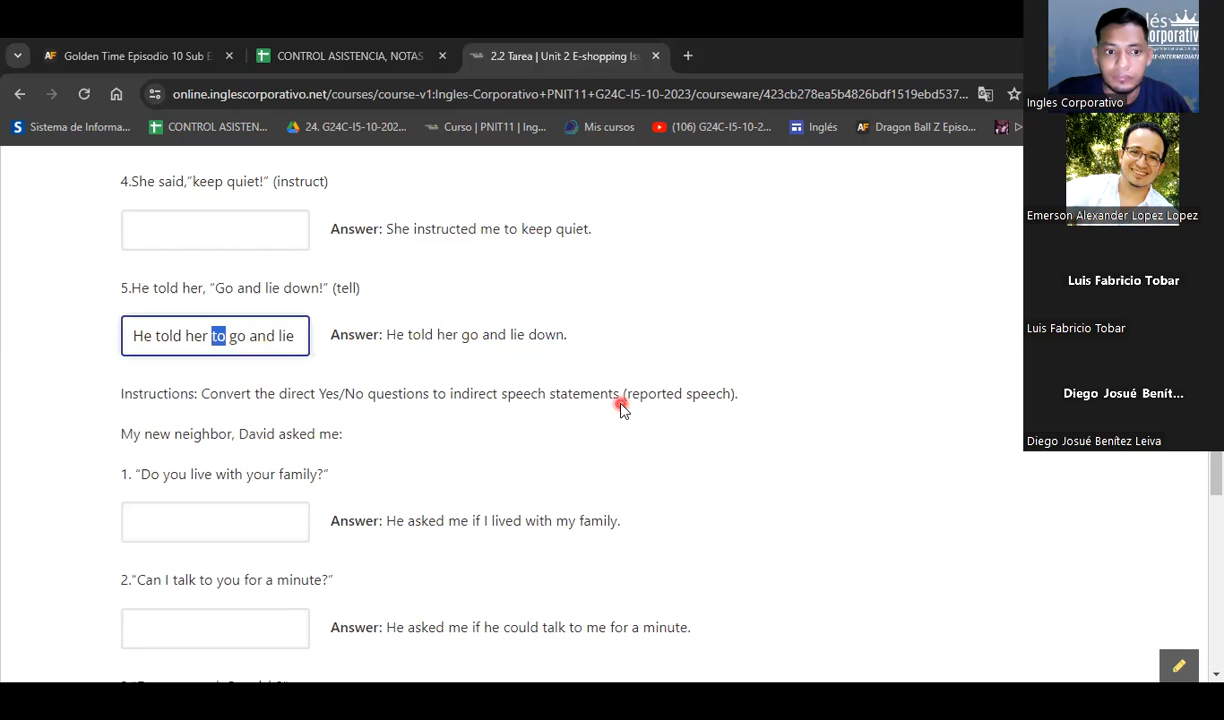 Golden Time Episodio 10 Sub E
CONTROL ASISTENCIA, NOTAS
2.2 Tarea | Unit 2 E-shopping Is
online.inglescorporativo.net/courses/course-v1:Ingles-Corporativo+PNIT11+G24C-I5-10-2023/courseware/423cb278ea5b4826bdf1519ebd537...
Sistema de Informa...
CONTROL ASISTEN...
24. G24C-I5-10-202...
Curso | PNIT11 | Ing...
Mis cursos
(106) G24C-I5-10-2...
Inglés
Dragon Ball Z Episo...
4.She said,"keep quiet!" (instruct)
Answer: She instructed me to keep quiet.
5.He told her, "Go and lie down!" (tell)
He told her to go and lie
Answer: He told her go and lie down.
Instructions: Convert the direct Yes/No questions to indirect speech statements (reported speech).
My new neighbor, David asked me:
1. "Do you live with your family?"
Answer: He asked me if I lived with my family.
2."Can I talk to you for a minute?"
Answer: He asked me if he could talk to me for a minute.
Ingles Corporativo
Emerson Alexander Lopez Lopez
Luis Fabricio Tobar
Luis Fabricio Tobar
Diego Josué Benít...
Diego Josué Benítez Leiva